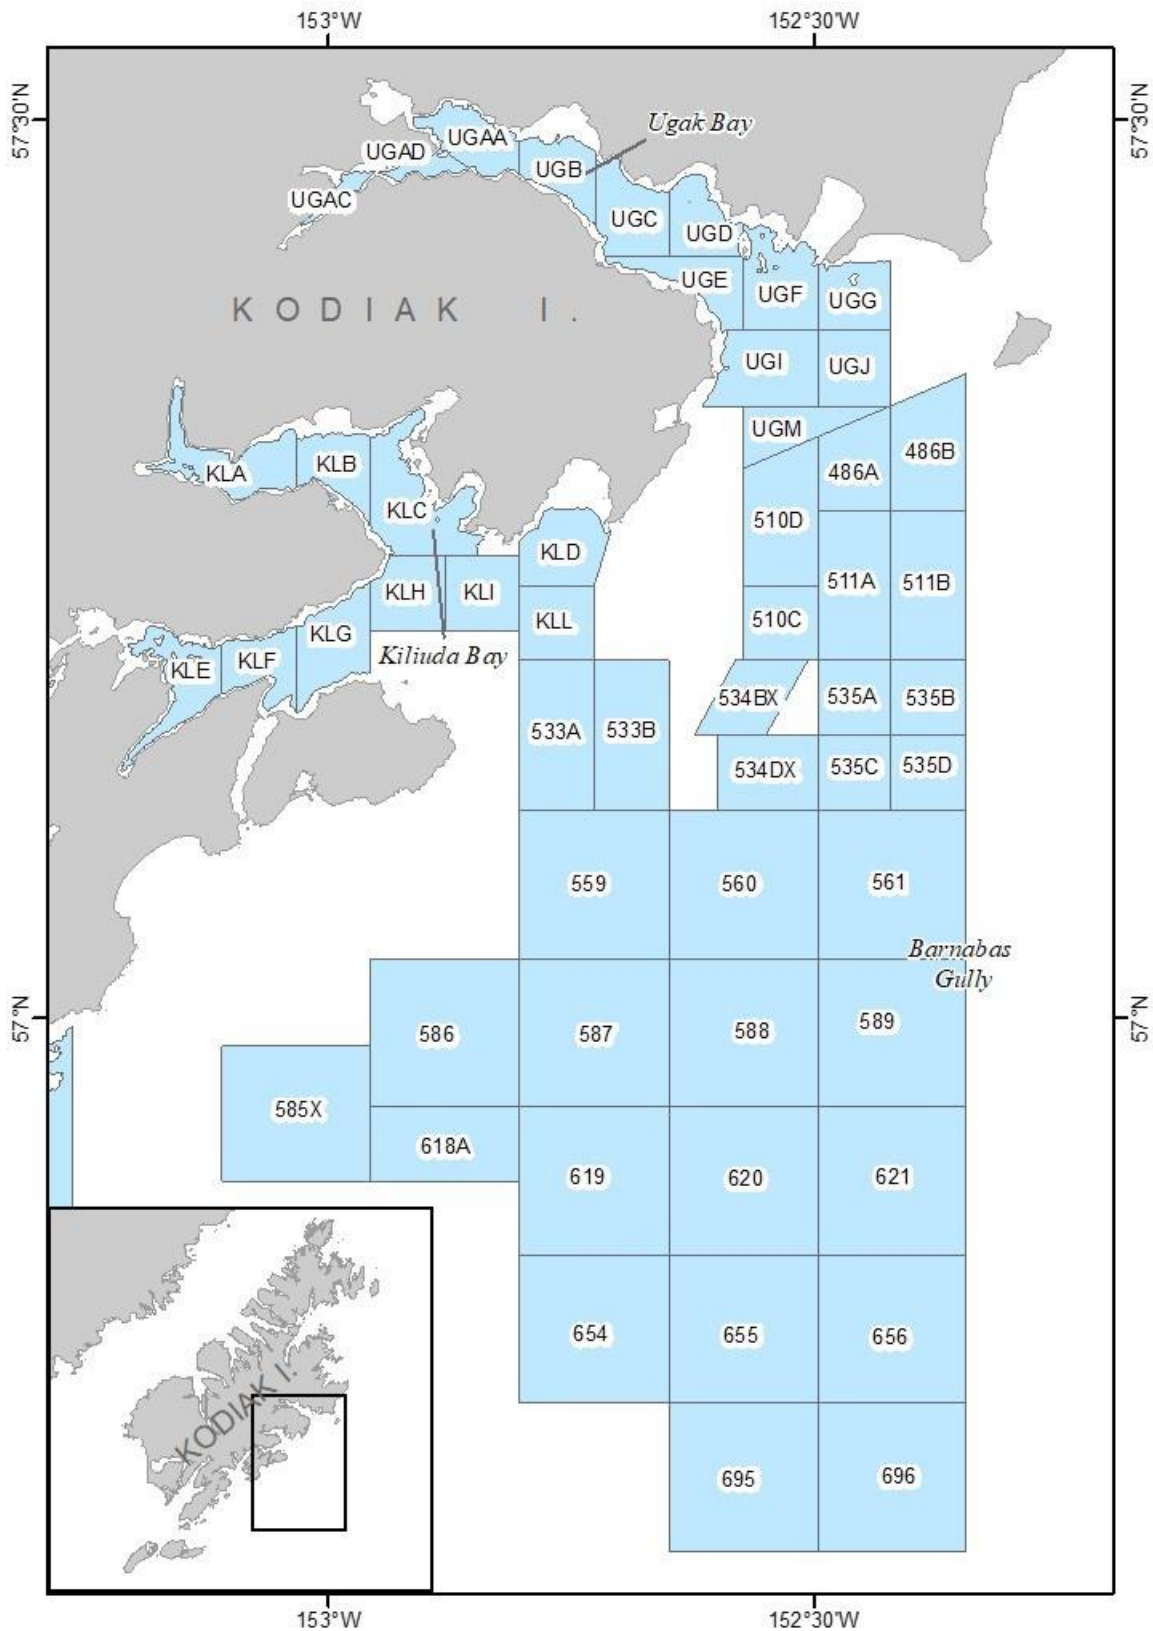 153°W
152°30'W
57°30'N
57°30'N
Ugak Bay
UGAA
UGAD
UGB
UGAC
UGC
UGD
UGE
UGF
UGG
KODIAK I.
UGI
UGJ
UGM
486B
KLA
KLB
486A
KLC
510D
KLD
511A
511B
KLH
KLI
KLL
510C
KLG
Kiliuda Bay
KLE
KLF
534BX
535A
535B
533A
533B
534DX
535C
535D
559
560
561
Barnabas
Gully
57°N
57°N
586
587
588
589
585X
618A
619
620
621
654
655
656
KODIAK I.
695
696
153°W
152°30'W